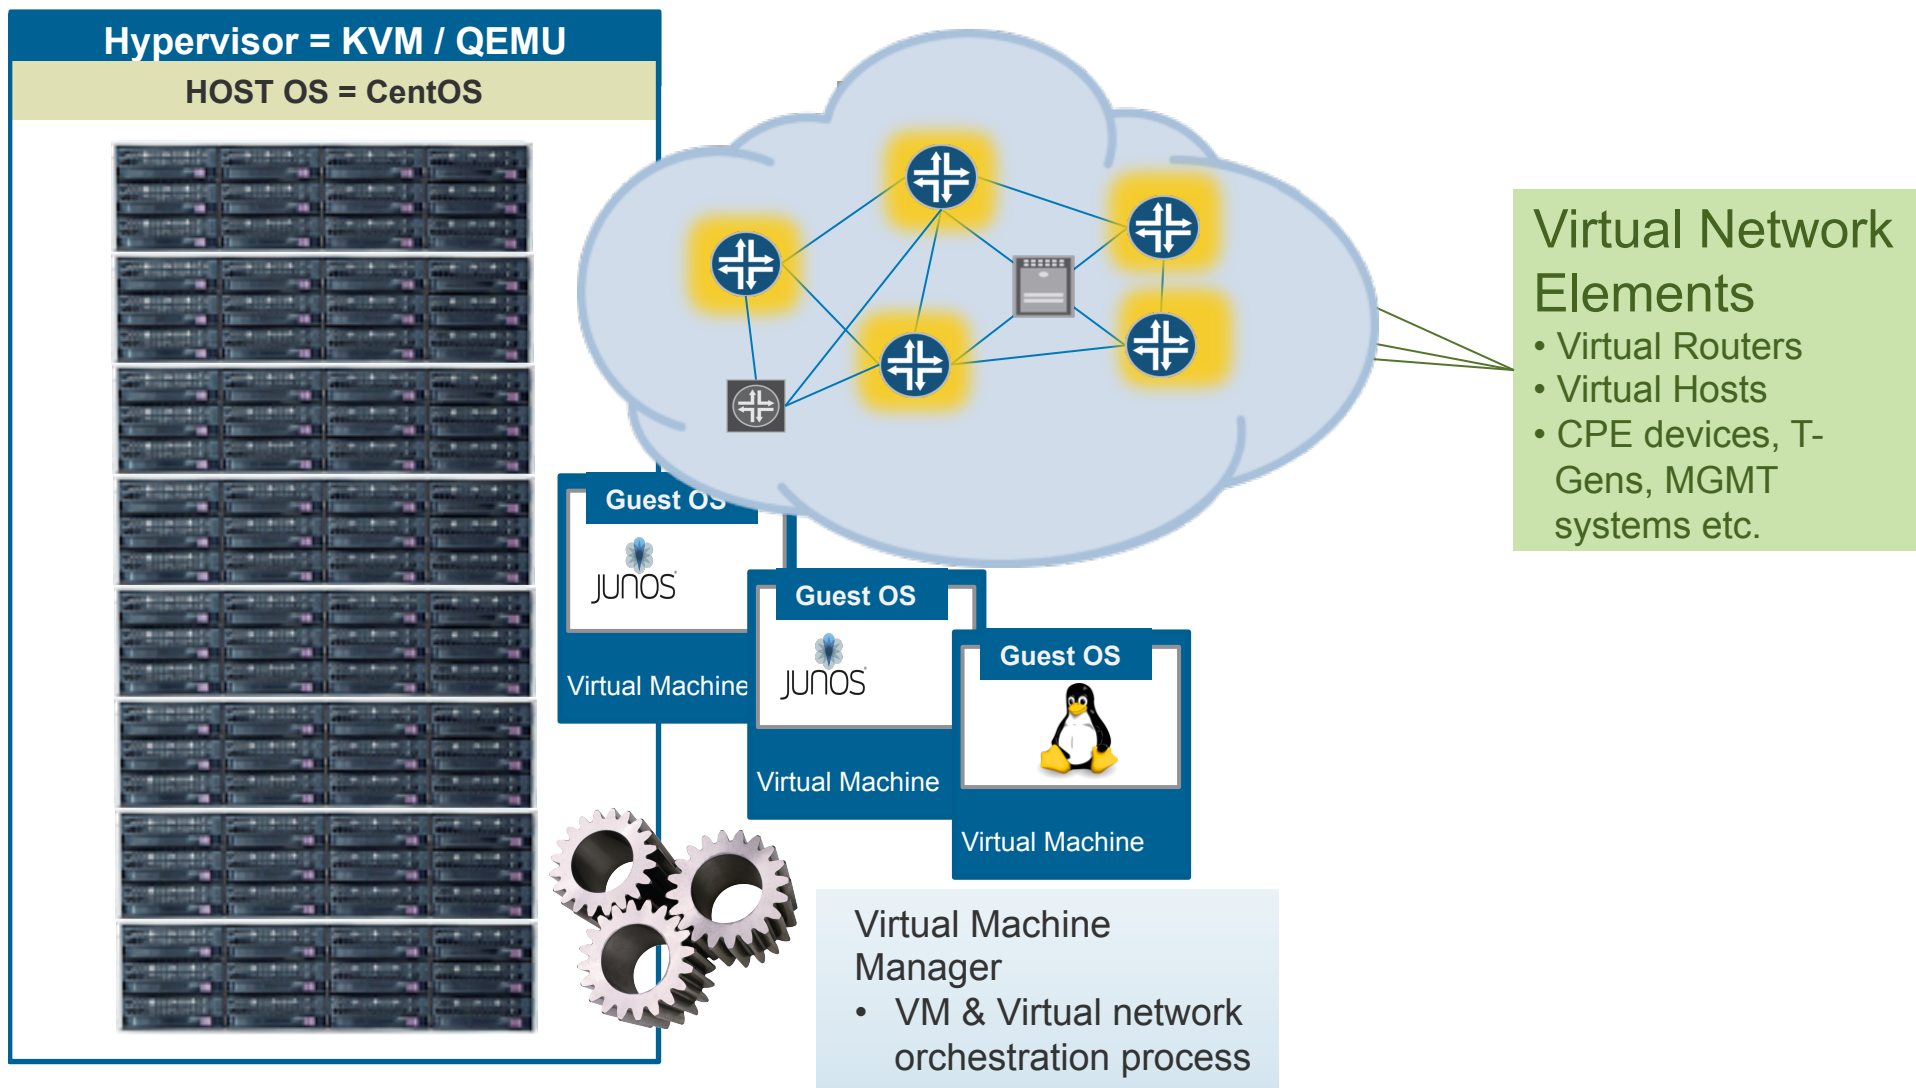 Hypervisor = KVM / QEMU
HOST OS = CentOS
Virtual Network
Elements
• Virtual Routers
• Virtual Hosts
• CPE devices, T-
Gens, MGMT
systems etc.
Guest OS
JUNOS
Virtual Machine
Guest OS
JUNOS
Virtual Machine
Guest OS
Virtual Machine
Virtual Machine
Manager
• VM & Virtual network
orchestration process